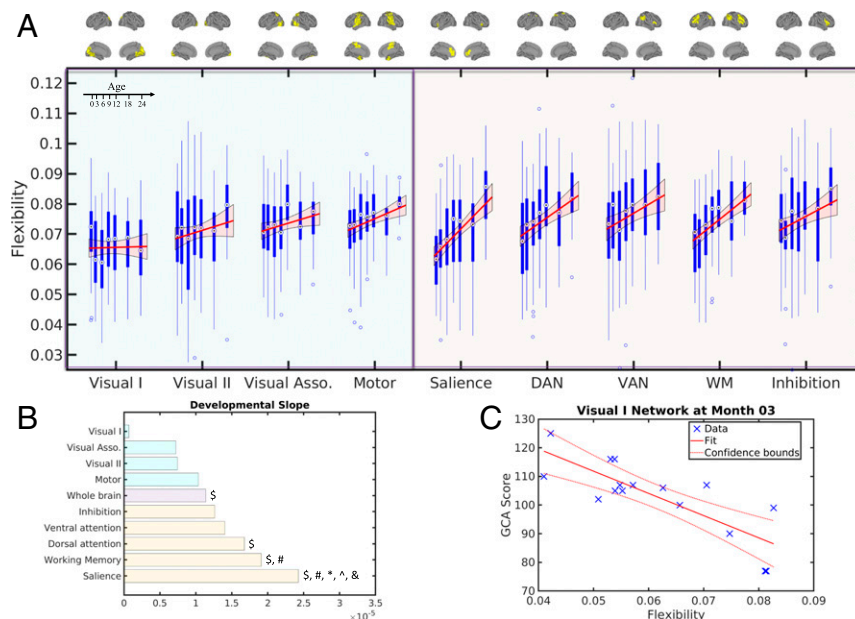 A
0.12
0.11
0.1
0.09
0.08
0.07
0.06
0.05
0.04
0.03
Flexibility
Age
0 3 6 9 12 18 24
Visual I Visual II Visual Asso. Motor Salience DAN VAN WM Inhibition
B
Developmental Slope
Visual I
Visual Asso.
Visual II
Motor
Whole brain $
Inhibition
Ventral attention
Dorsal attention $
Working Memory $, #
Salience $, #, *, ^, &
0 0.5 1 1.5 2 2.5 3 3.5
×10⁻⁵
C
Visual I Network at Month 03
130
120
110
100
90
80
70
GCA Score
Data
Fit
Confidence bounds
0.04 0.05 0.06 0.07 0.08 0.09
Flexibility